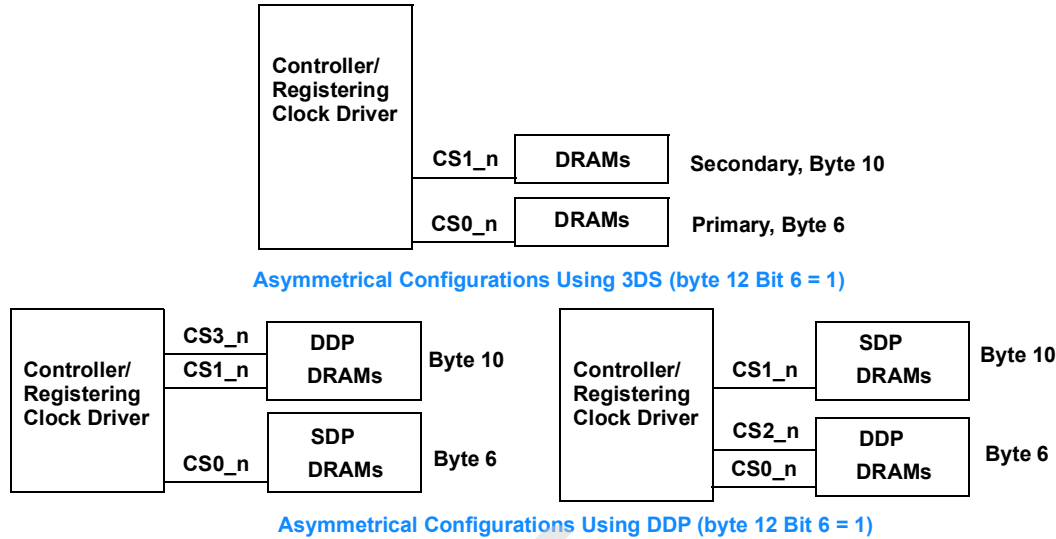 Controller/
Registering
Clock Driver
CS1_n
DRAMs
Secondary, Byte 10
CS0_n
DRAMs
Primary, Byte 6
Asymmetrical Configurations Using 3DS (byte 12 Bit 6 = 1)
Controller/
Registering
Clock Driver
CS3_n
CS1_n
DDP
DRAMs
Byte 10
CS0_n
SDP
DRAMs
Byte 6
Controller/
Registering
Clock Driver
CS1_n
SDP
DRAMs
Byte 10
CS2_n
CS0_n
DDP
DRAMs
Byte 6
Asymmetrical Configurations Using DDP (byte 12 Bit 6 = 1)